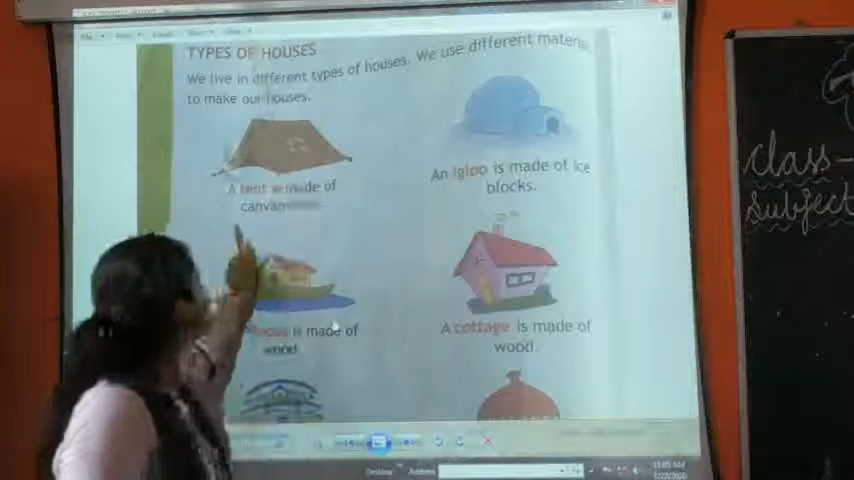 TYPES OF HOUSES
We live in different types of houses. We use different
to make our houses.
A tent is made of
An igloo is made of ice
blocks.
is made of
wood.
A cottage is made of
wood.
Desktop
Address
class-
Subject